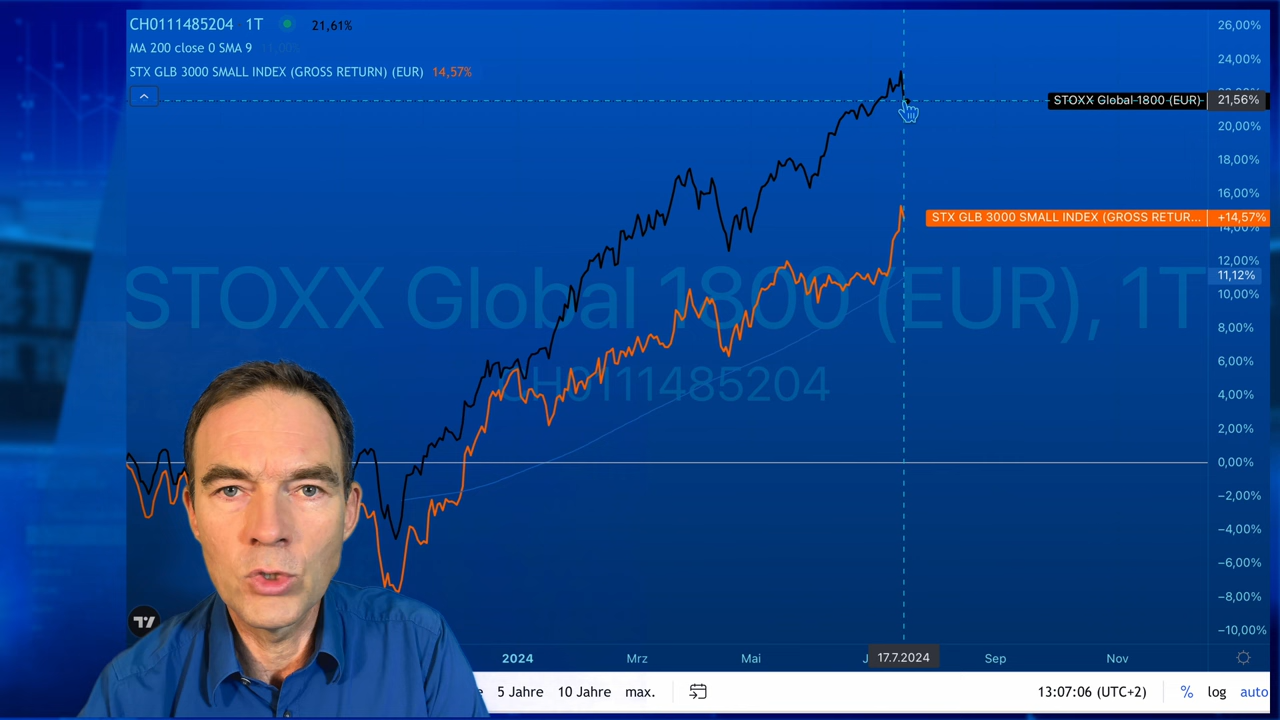 CH0111485204 1T 21,61%
MA 200 close 0 SMA 9
STX GLB 3000 SMALL INDEX (GROSS RETURN) (EUR) 14,57%
26,00%
24,00%
STOXX Global 1800 (EUR) 21,56%
20,00%
18,00%
16,00%
STX GLB 3000 SMALL INDEX (GROSS RETUR... +14,57%
14,00%
12,00%
11,12%
10,00%
STOXX Global 1800 (EUR), 1T
8,00%
6,00%
CH0111485204
4,00%
2,00%
0,00%
−2,00%
−4,00%
−6,00%
−8,00%
−10,00%
2024 Mrz Mai 17.7.2024 Sep Nov
5 Jahre 10 Jahre max. 13:07:06 (UTC+2) % log auto